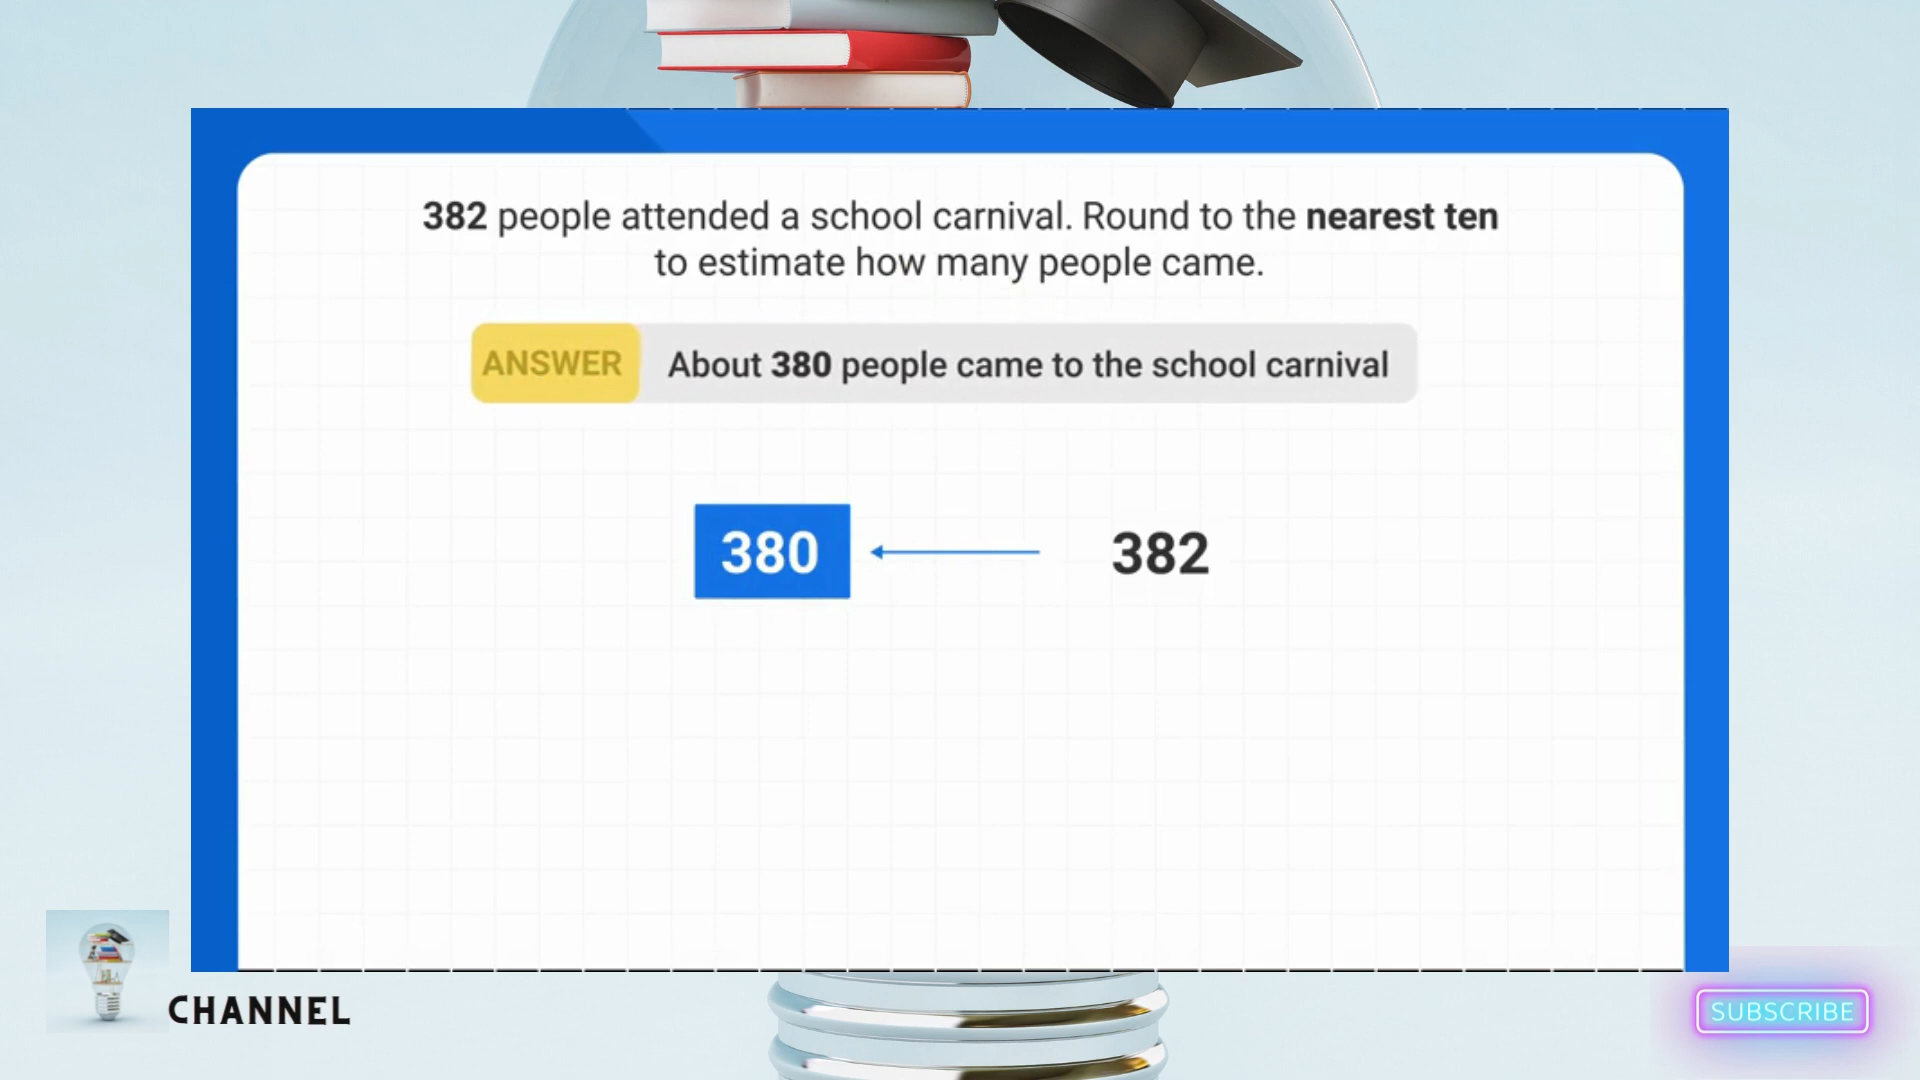 382 people attended a school carnival. Round to the nearest ten
to estimate how many people came.
ANSWER About 380 people came to the school carnival
380 382
CHANNEL
SUBSCRIBE